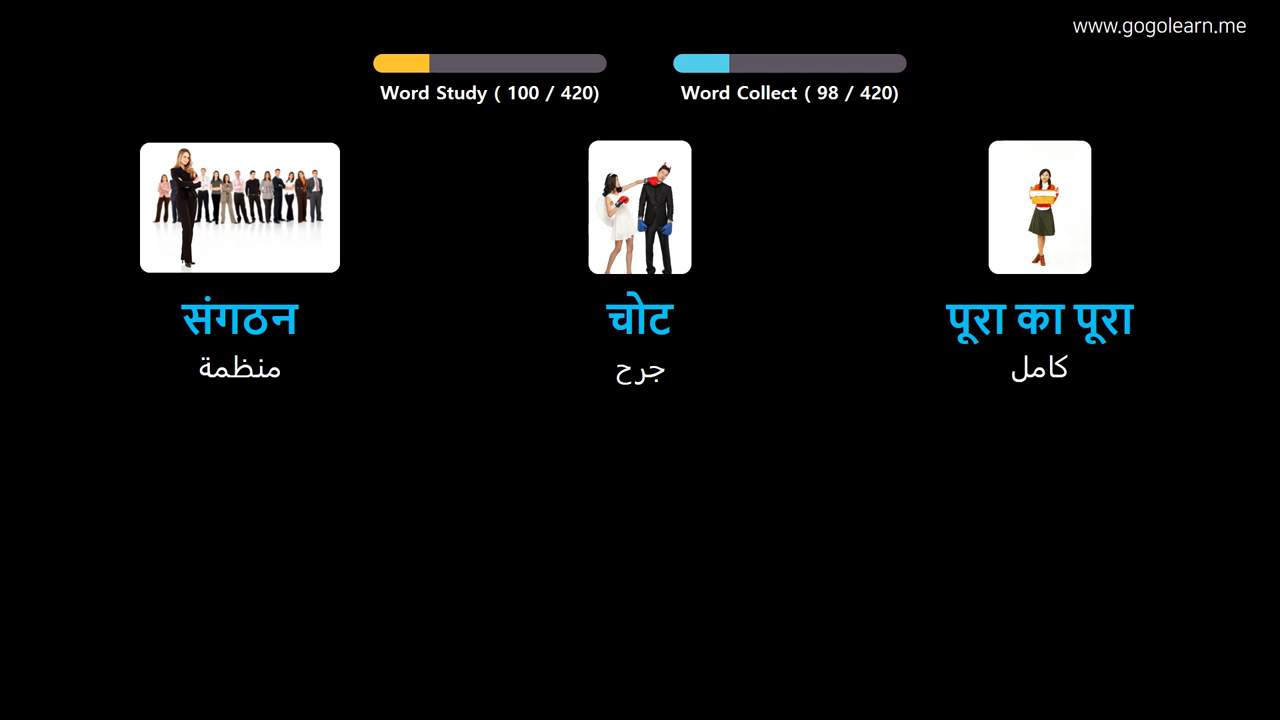 www.gogolearn.me
Word Study ( 100 / 420)
Word Collect ( 98 / 420)
संगठन
منظمة
चोट
جرح
पूरा का पूरा
كامل